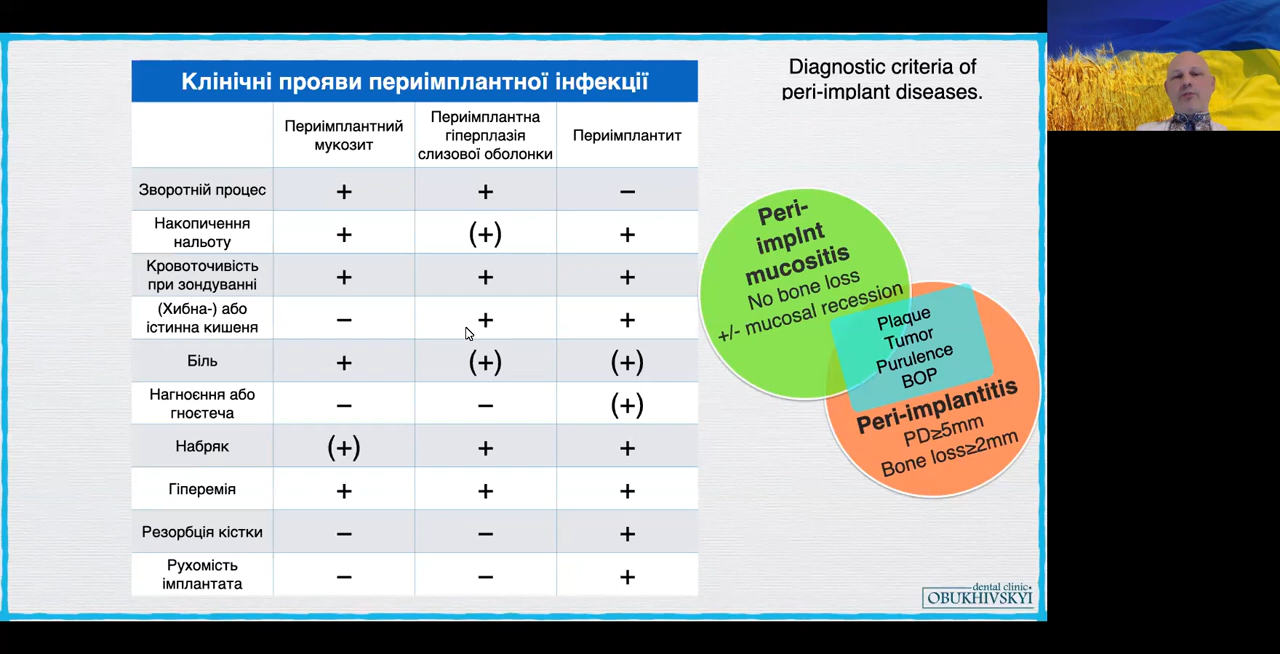 Клінічні прояви периімплантної інфекції
Периімплантний
мукозит
Периімплантна
гіперплазія
слизової оболонки
Периімплантит
Зворотній процес + + –
Накопичення
нальоту
+ (+) +
Кровоточивість
при зондуванні
+ + +
(Хибна-) або
істинна кишеня
– + +
Біль + (+) (+)
Нагноєння або
гноєтеча
– – (+)
Набряк (+) + +
Гіперемія + + +
Резорбція кістки – – +
Рухомість
імплантата
– – +
Diagnostic criteria of
peri-implant diseases.
Peri-
implnt
mucositis
No bone loss
+/- mucosal recession
Plaque
Tumor
Purulence
BOP
Peri-implantitis
PD≥5mm
Bone loss≥2mm
dental clinic
OBUKHIVSKYI